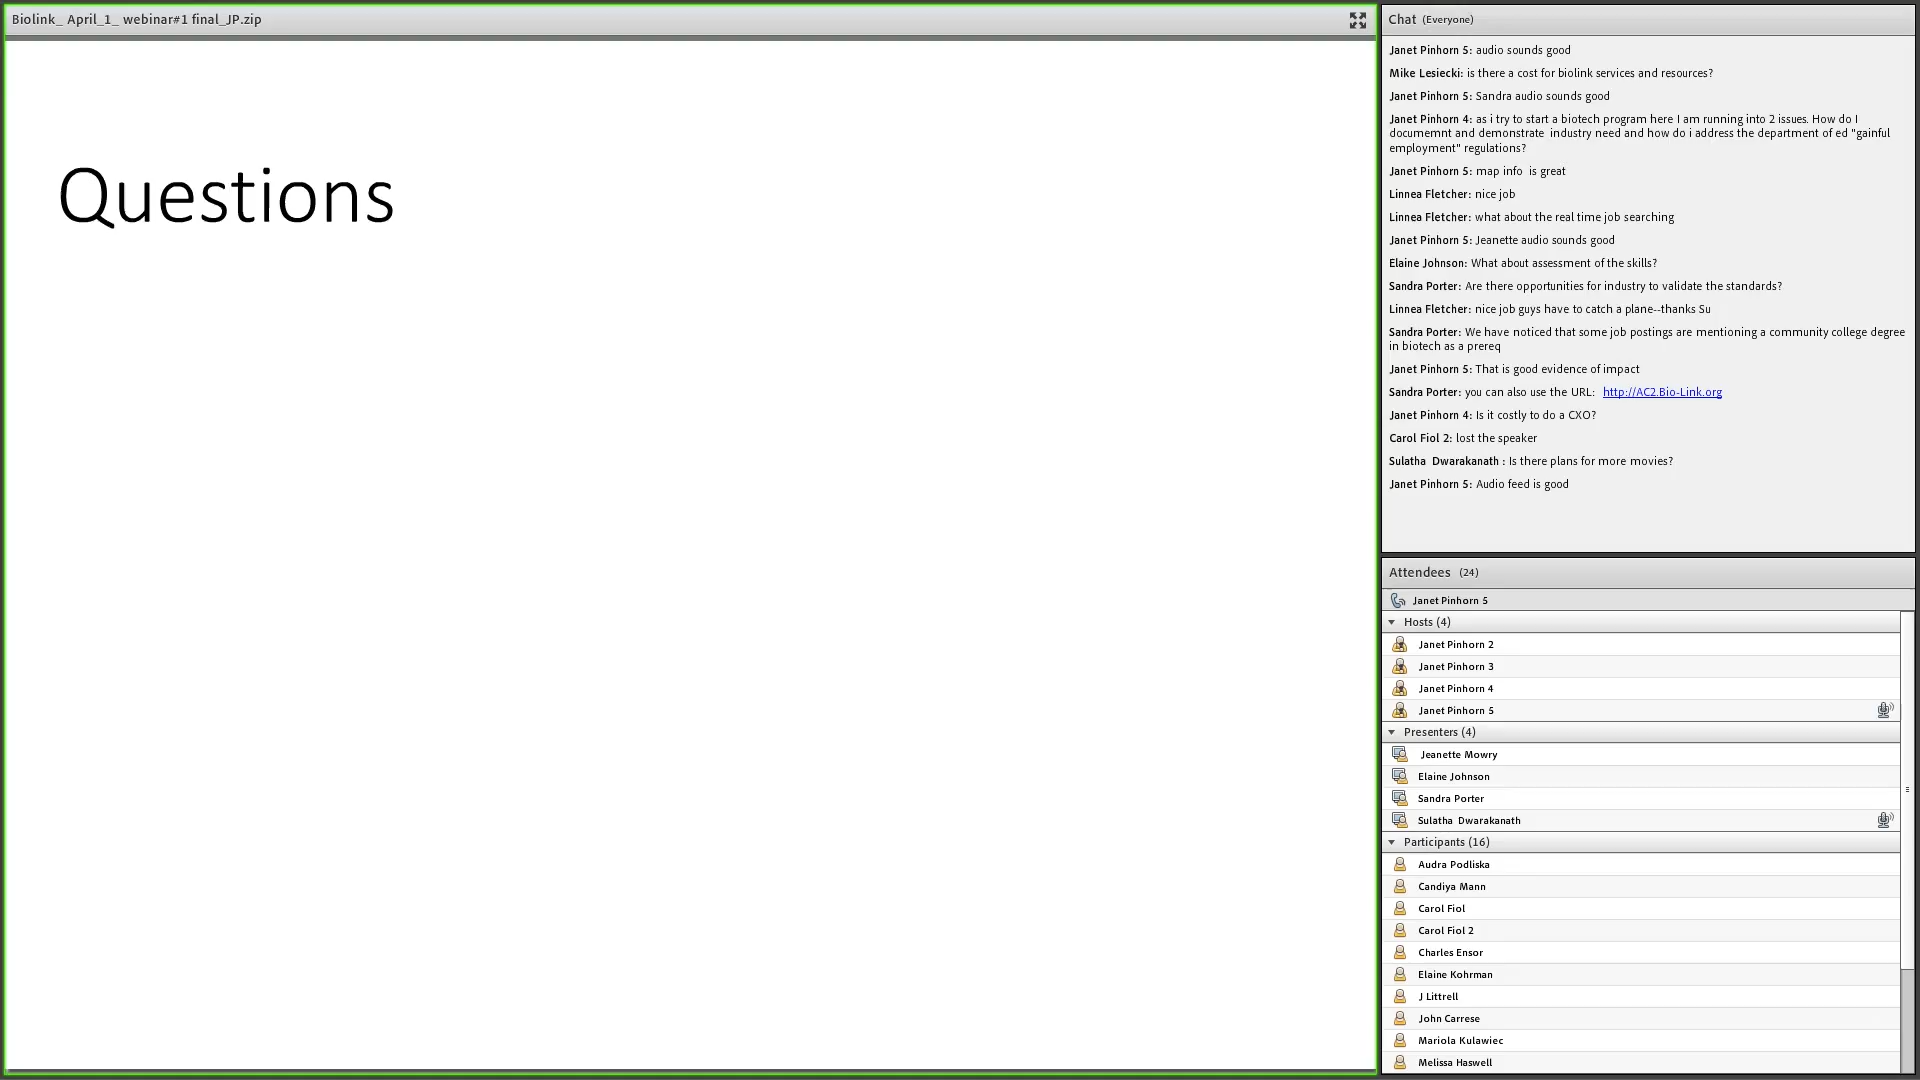 Biolink_ April_1_ webinar#1 final_JP.zip
Questions
Chat (Everyone)
Janet Pinhorn 5: audio sounds good
Mike Lesiecki: is there a cost for biolink services and resources?
Janet Pinhorn 5: Sandra audio sounds good
Janet Pinhorn 4: as i try to start a biotech program here I am running into 2 issues. How do I
documemnt and demonstrate industry need and how do i address the department of ed "gainful
employment" regulations?
Janet Pinhorn 5: map info is great
Linnea Fletcher: nice job
Linnea Fletcher: what about the real time job searching
Janet Pinhorn 5: Jeanette audio sounds good
Elaine Johnson: What about assessment of the skills?
Sandra Porter: Are there opportunities for industry to validate the standards?
Linnea Fletcher: nice job guys have to catch a plane--thanks Su
Sandra Porter: We have noticed that some job postings are mentioning a community college degree
in biotech as a prereq
Janet Pinhorn 5: That is good evidence of impact
Sandra Porter: you can also use the URL: http://AC2.Bio-Link.org
Janet Pinhorn 4: Is it costly to do a CXO?
Carol Fiol 2: lost the speaker
Sulatha Dwarakanath : Is there plans for more movies?
Janet Pinhorn 5: Audio feed is good
Attendees (24)
Janet Pinhorn 5
Hosts (4)
Janet Pinhorn 2
Janet Pinhorn 3
Janet Pinhorn 4
Janet Pinhorn 5
Presenters (4)
Jeanette Mowry
Elaine Johnson
Sandra Porter
Sulatha Dwarakanath
Participants (16)
Audra Podliska
Candiya Mann
Carol Fiol
Carol Fiol 2
Charles Ensor
Elaine Kohrman
J Littrell
John Carrese
Mariola Kulawiec
Melissa Haswell